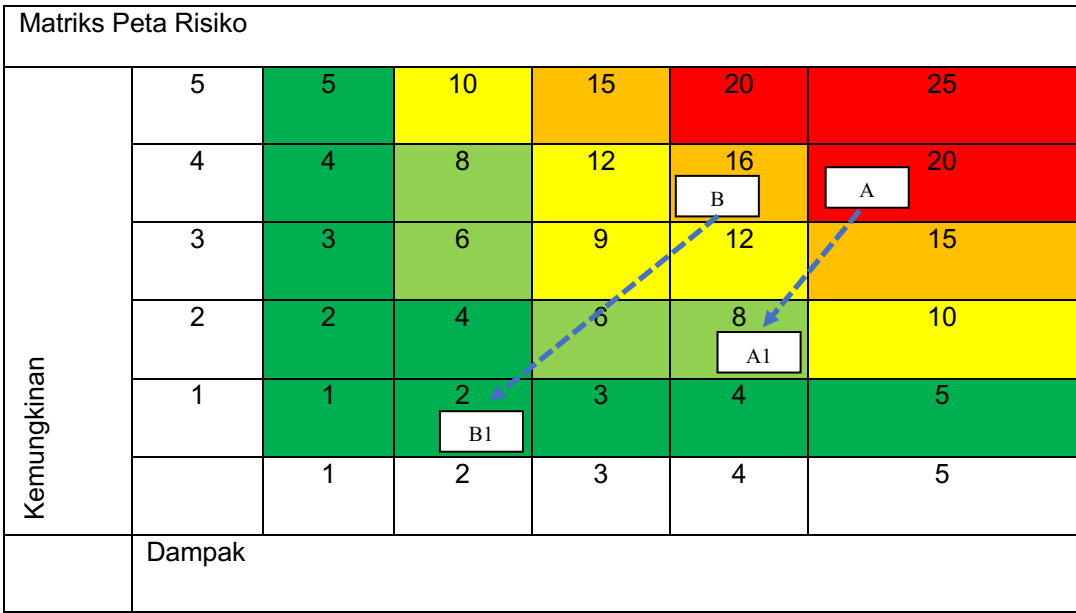 Matriks Peta Risiko
Kemungkinan
5 5 10 15 20 25
4 4 8 12 16 20
B A
3 3 6 9 12 15
2 2 4 6 8 10
A1
1 1 2 3 4 5
B1
1 2 3 4 5
Dampak